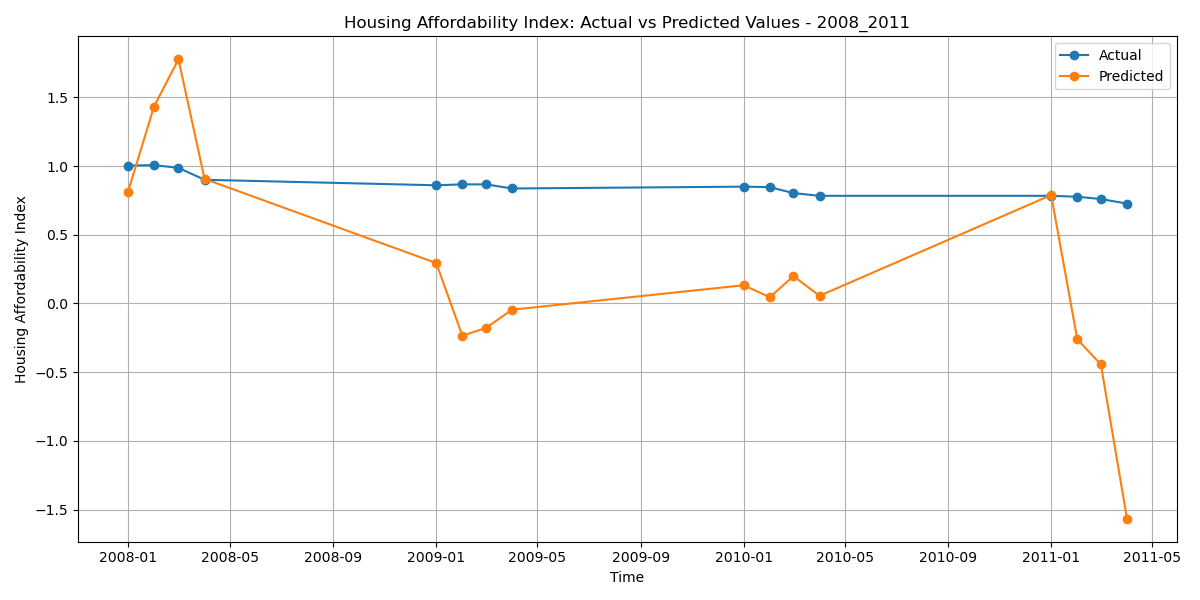 Housing Affordability Index: Actual vs Predicted Values - 2008_2011
Actual
Predicted
Housing Affordability Index
1.5
1.0
0.5
0.0
−0.5
−1.0
−1.5
2008-01 2008-05 2008-09 2009-01 2009-05 2009-09 2010-01 2010-05 2010-09 2011-01 2011-05
Time